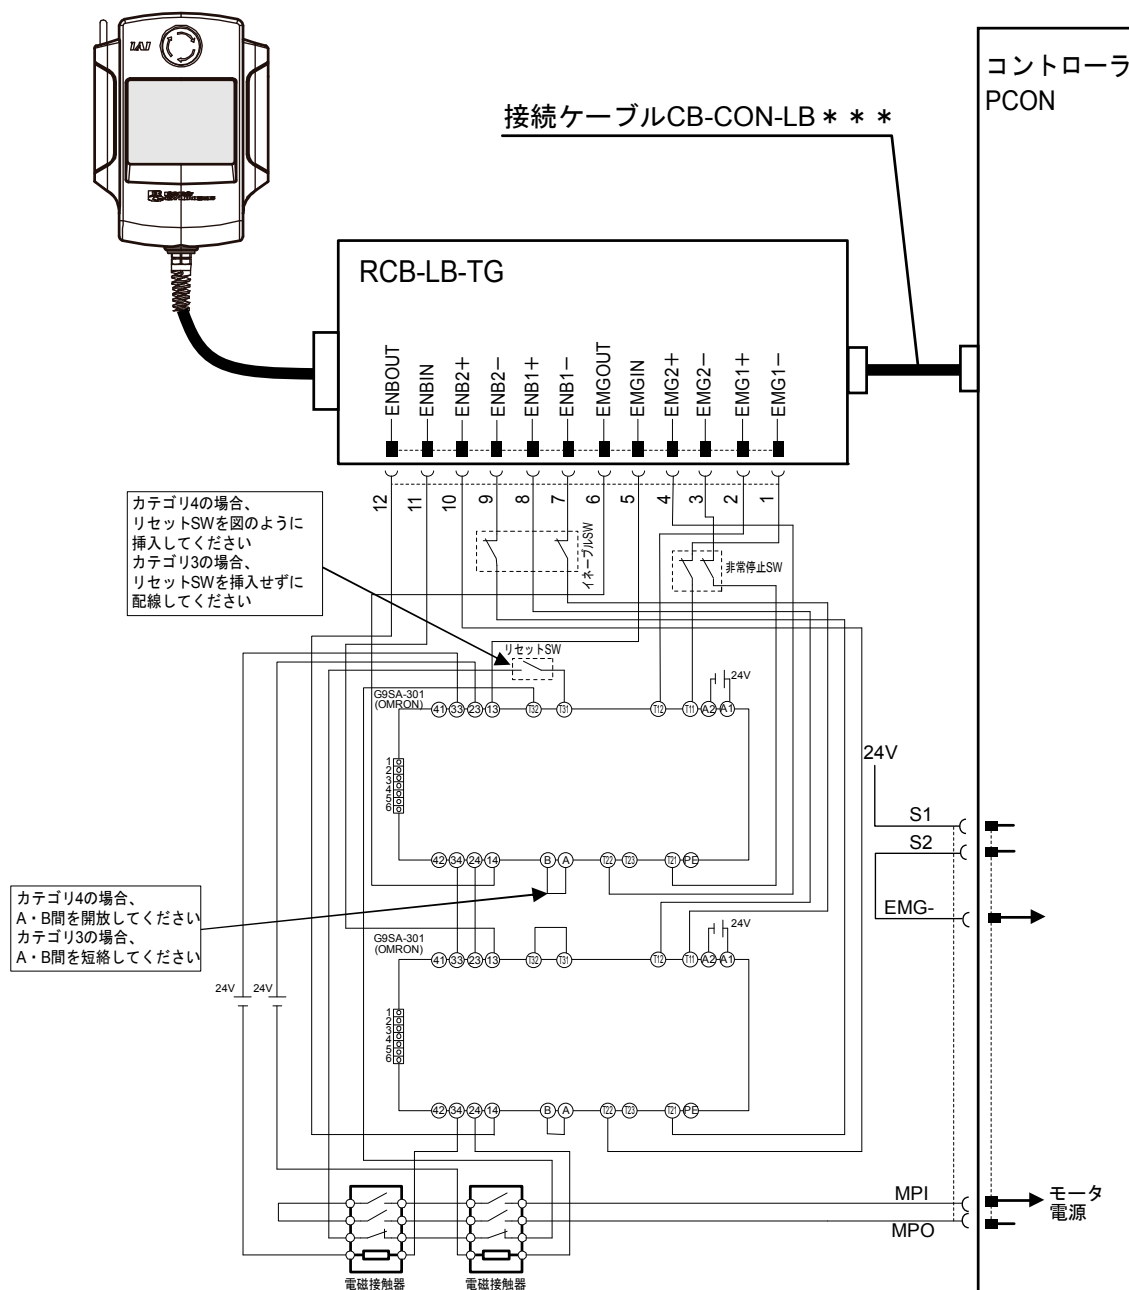 IAI
コントローラ
PCON
接続ケーブルCB-CON-LB＊＊＊
RCB-LB-TG
ENBOUT
ENBIN
ENB2+
ENB2−
ENB1+
ENB1−
EMGOUT
EMGIN
EMG2+
EMG2−
EMG1+
EMG1−
12 11 10 9 8 7 6 5 4 3 2 1
カテゴリ4の場合、
リセットSWを図のように
挿入してください
カテゴリ3の場合、
リセットSWを挿入せずに
配線してください
イネーブルSW
非常停止SW
リセットSW
G9SA-301
(OMRON)
41 33 23 13 T32 T31 T12 T11 A2 A1
24V
1
2
3
4
5
6
42 34 24 14 B A T22 T23 T21 PE
カテゴリ4の場合、
A・B間を開放してください
カテゴリ3の場合、
A・B間を短絡してください
G9SA-301
(OMRON)
41 33 23 13 T32 T31 T12 T11 A2 A1
24V
24V 24V
1
2
3
4
5
6
42 34 24 14 B A T22 T23 T21 PE
24V
S1
S2
EMG-
MPI
MPO
モータ
電源
電磁接触器 電磁接触器